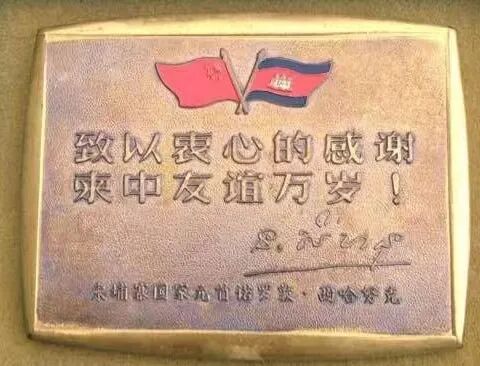 致以衷心的感谢
柬中友谊万岁！
柬埔寨国家元首诺罗敦·西哈努克